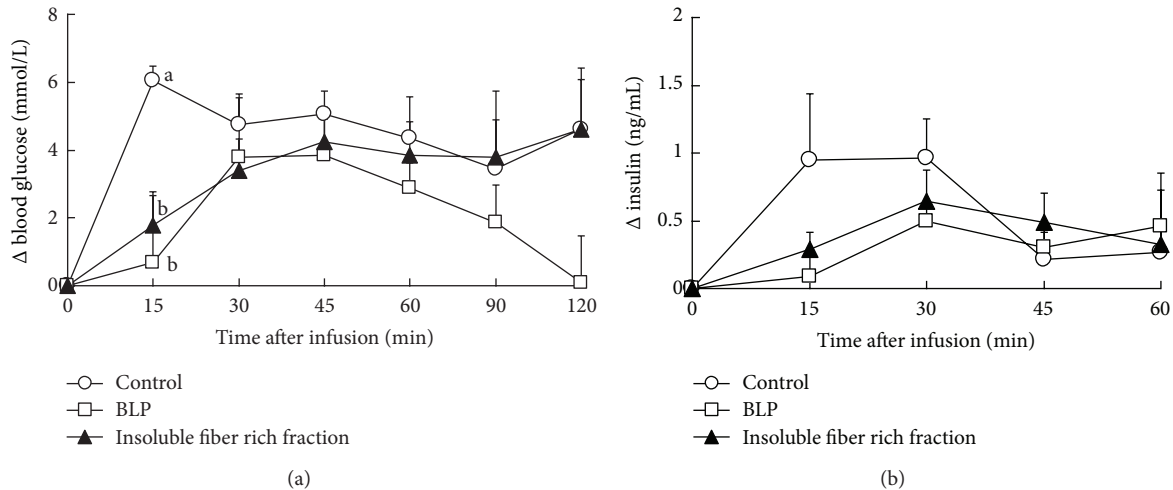 Δ blood glucose (mmol/L)
8
6
4
2
0
a
b
b
0 15 30 45 60 90 120
Time after infusion (min)
Control
BLP
Insoluble fiber rich fraction
(a)
Δ insulin (ng/mL)
2
1.5
1
0.5
0
0 15 30 45 60
Time after infusion (min)
Control
BLP
Insoluble fiber rich fraction
(b)